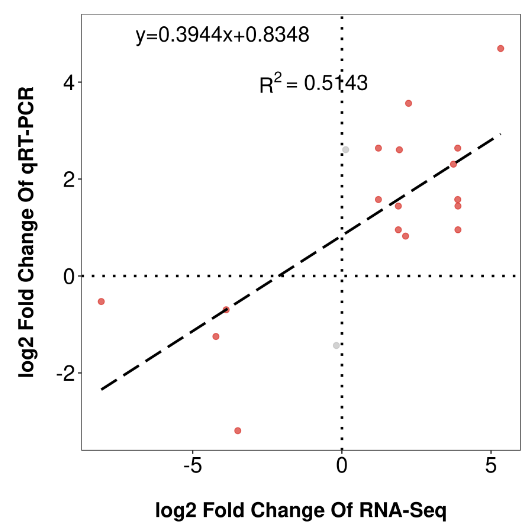 y=0.3944x+0.8348
R² = 0.5143
4
2
0
-2
-5 0 5
log2 Fold Change Of qRT-PCR
log2 Fold Change Of RNA-Seq